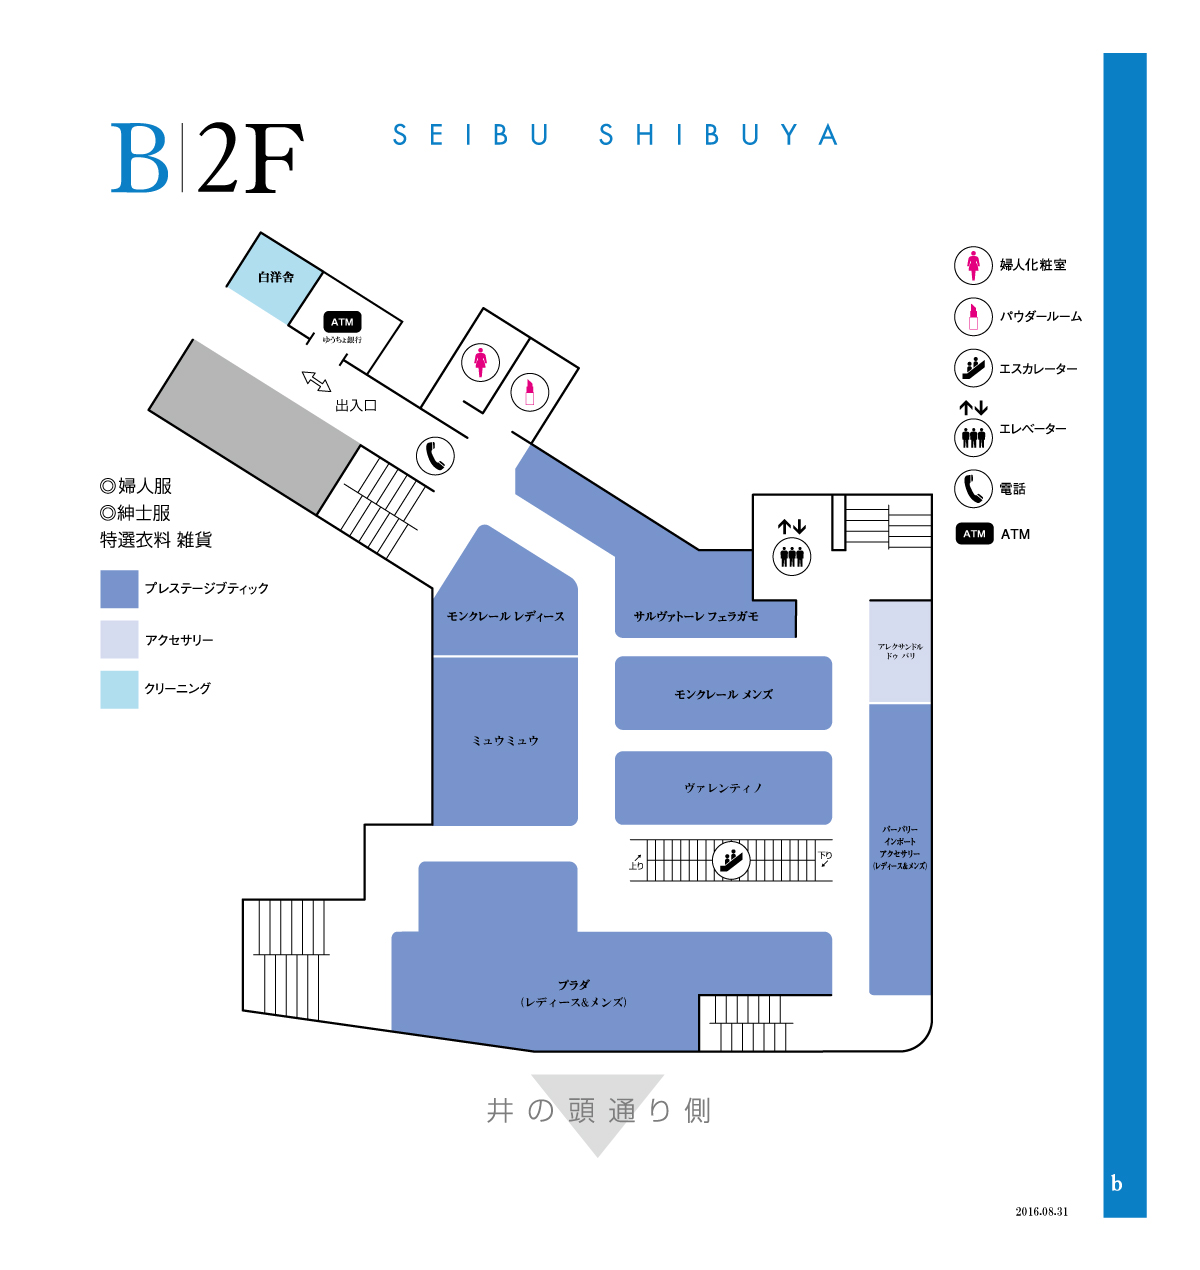 B 2F
SEIBU SHIBUYA
白洋舎
ATM
ゆうちょ銀行
出入口
婦人化粧室
パウダールーム
エスカレーター
エレベーター
電話
ATM ATM
◎婦人服
◎紳士服
特選衣料 雑貨
プレステージブティック
アクセサリー
クリーニング
モンクレール レディース
サルヴァトーレ フェラガモ
アレクサンドル
ドゥ パリ
モンクレール メンズ
ミュウミュウ
ヴァレンティノ
バーバリー
インポート
アクセサリー
(レディース&メンズ)
上り
下り
プラダ
(レディース&メンズ)
井の頭通り側
b
2016.08.31